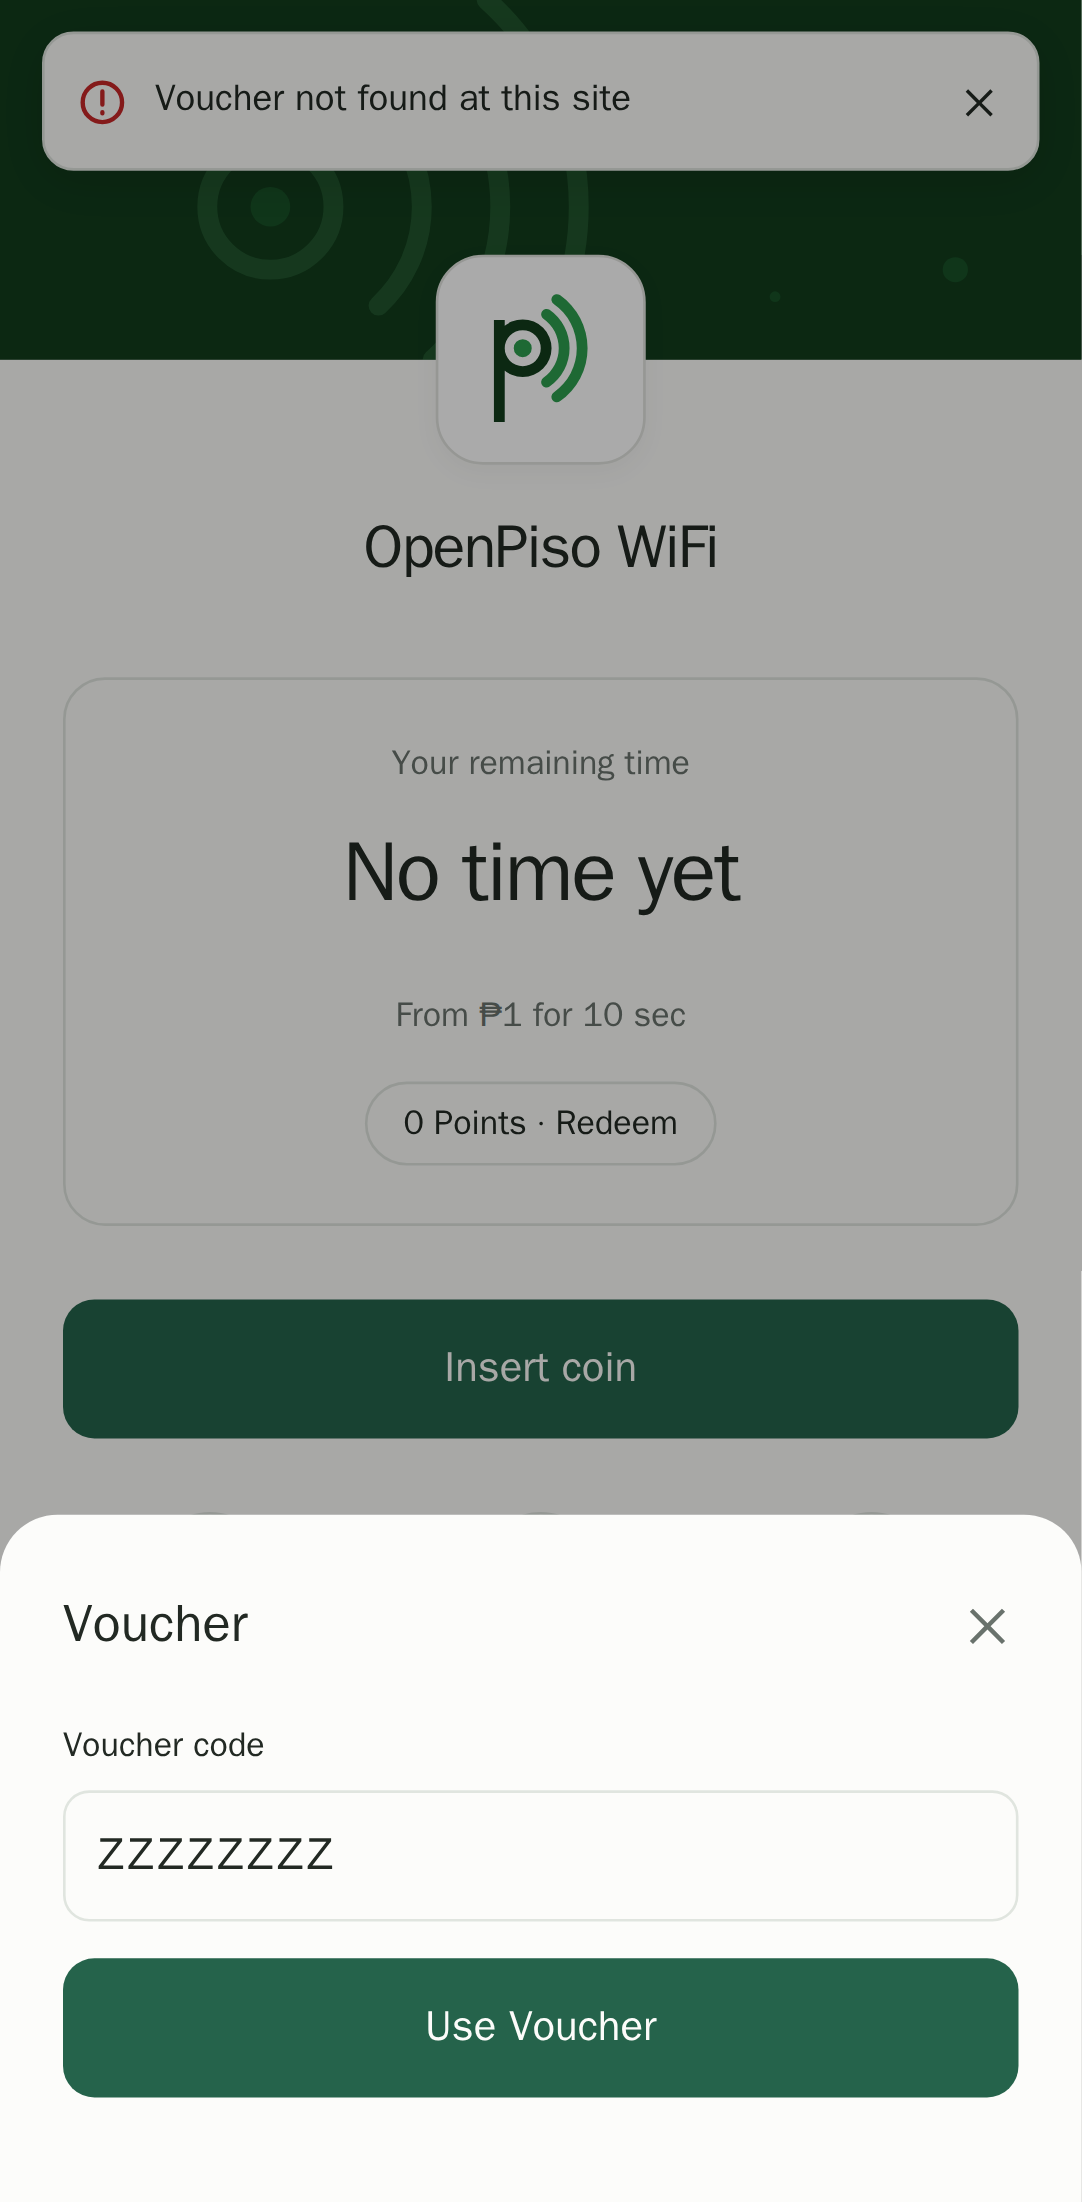 Voucher not found at this site
OpenPiso WiFi
Your remaining time
No time yet
From ₱1 for 10 sec
0 Points · Redeem
Insert coin
Voucher
Voucher code
ZZZZZZZZ
Use Voucher